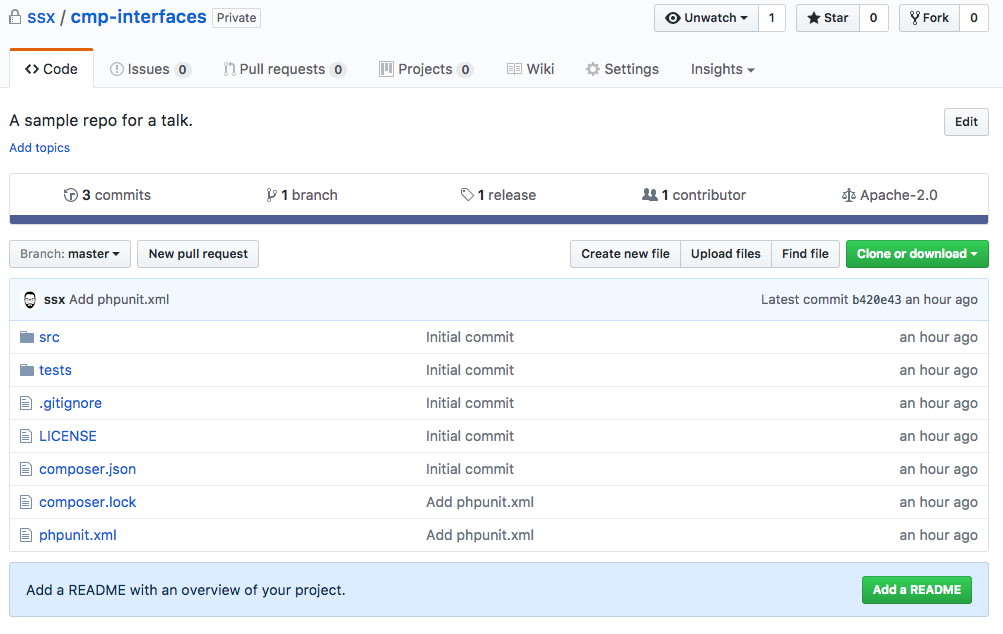 ssx / cmp-interfaces Private Unwatch 1 Star 0 Fork 0
Code Issues 0 Pull requests 0 Projects 0 Wiki Settings Insights
A sample repo for a talk. Edit
Add topics
3 commits 1 branch 1 release 1 contributor Apache-2.0
Branch: master New pull request Create new file Upload files Find file Clone or download
ssx Add phpunit.xml Latest commit b420e43 an hour ago
src Initial commit an hour ago
tests Initial commit an hour ago
.gitignore Initial commit an hour ago
LICENSE Initial commit an hour ago
composer.json Initial commit an hour ago
composer.lock Add phpunit.xml an hour ago
phpunit.xml Add phpunit.xml an hour ago
Add a README with an overview of your project. Add a README